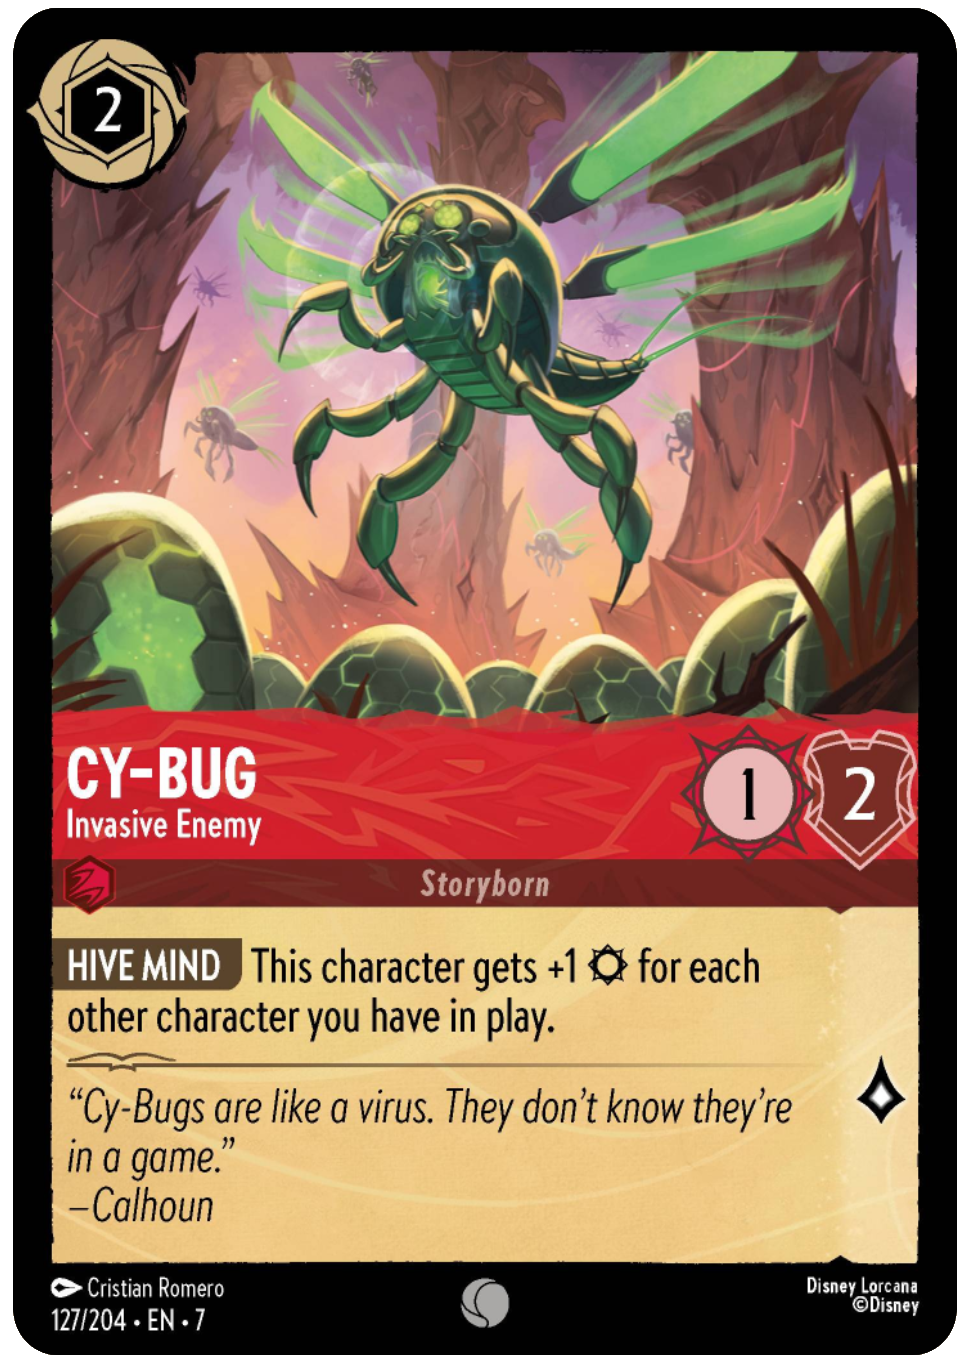 2
CY-BUG
Invasive Enemy
1
2
Storyborn
HIVE MIND This character gets +1 for each
other character you have in play.
“Cy-Bugs are like a virus. They don’t know they’re
in a game.”
–Calhoun
Cristian Romero
127/204 • EN • 7
Disney Lorcana
©Disney